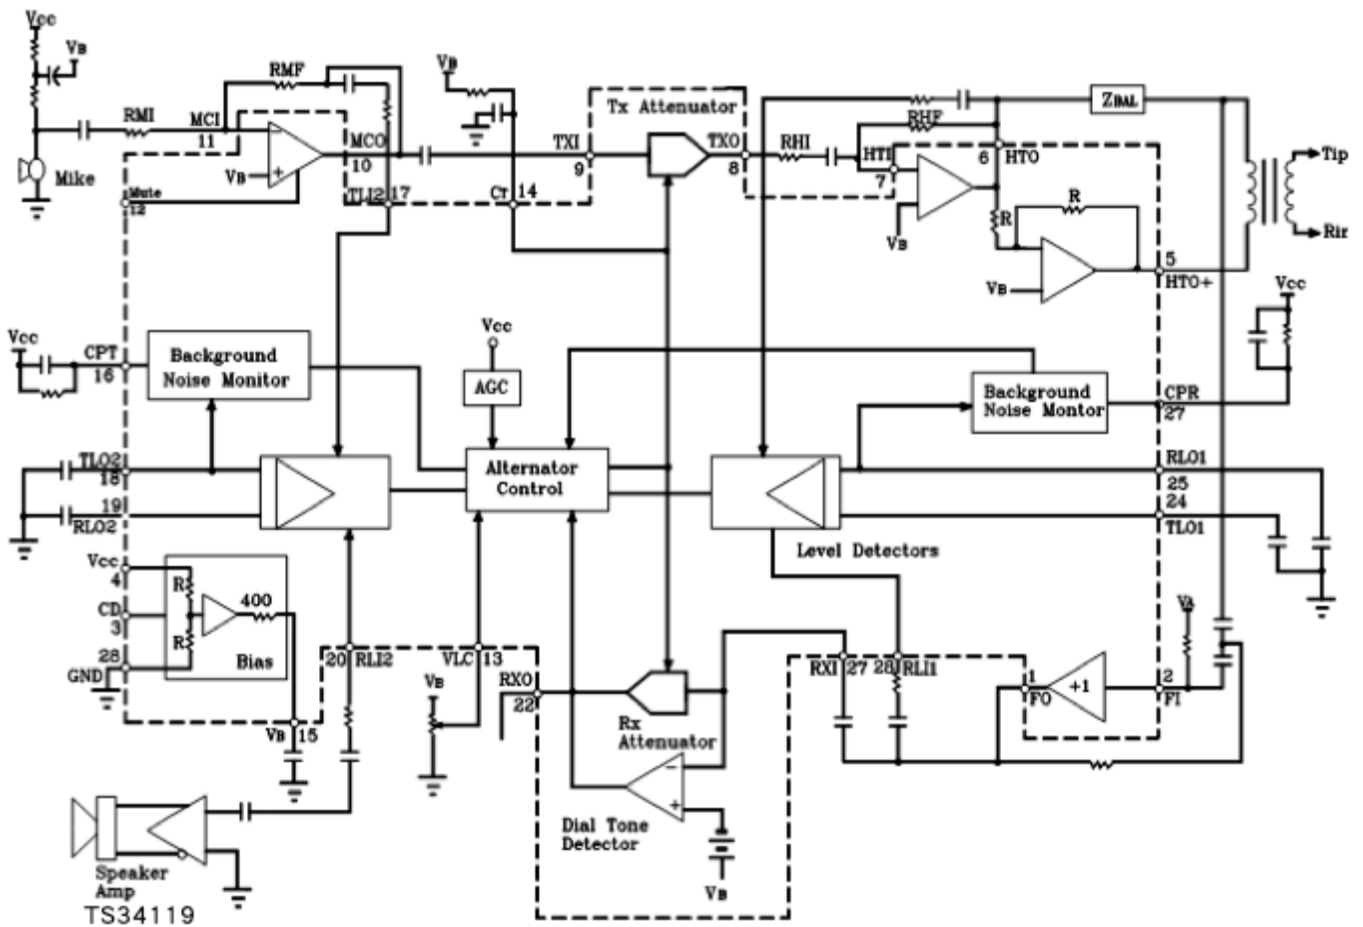 Vcc
VB
RMF
VB
Tx Attenuator
ZBAL
RMI
MCI
11
MCO
10
TXI
9
TXO
8
RHI
RHF
HTI
7
6
HTO
Tip
Mike
VB
Mute
12
TLI2
17
CT
14
VB
R
R
VB
5
HTO+
Rin
Vcc
Vcc
CPT
16
Background
Noise Monitor
Vcc
AGC
Background
Noise Montor
CPR
27
TLO2
18
19
RLO2
Alternator
Control
RLO1
25
24
TLO1
Level Detectors
Vcc
4
CD
3
28
GND
R
R
400
Bias
VA
20
RLI2
VLC
13
RXO
22
RXI
27
28
RLI1
1
FO
+1
2
FI
VB
15
VB
Rx
Attenuator
Dial Tone
Detector
VB
Speaker
Amp
TS34119